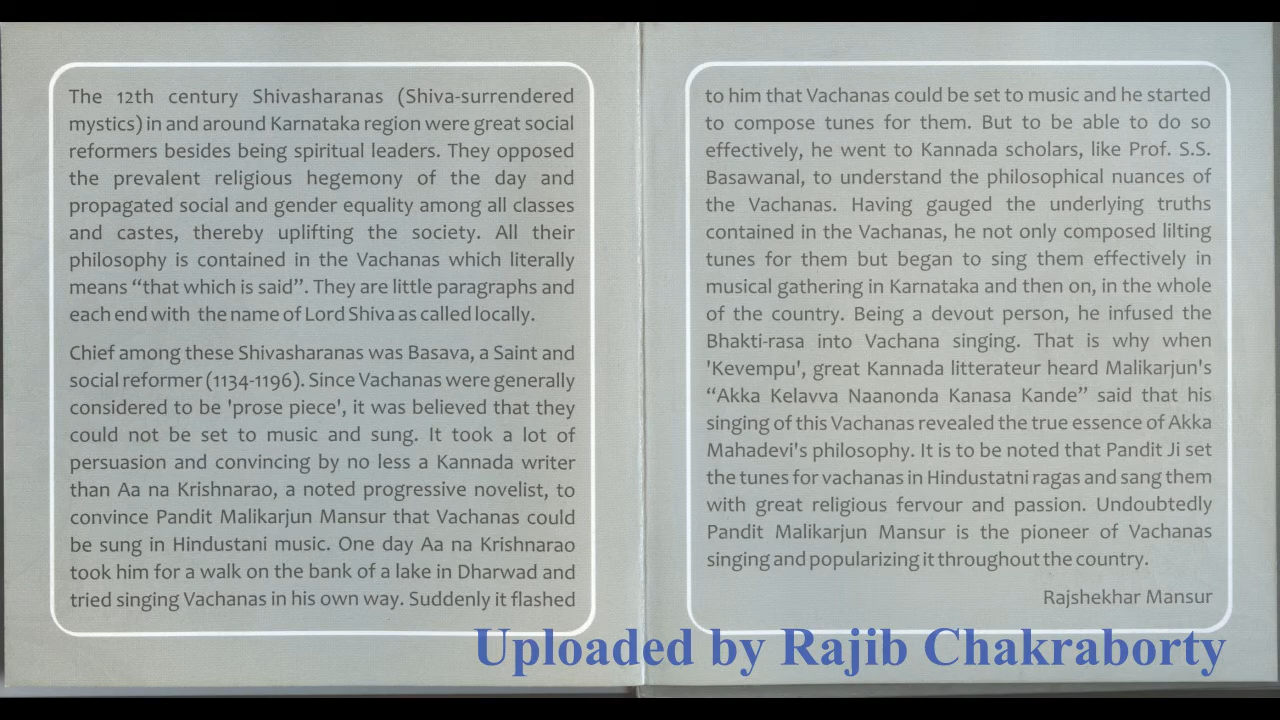 The 12th century Shivasharanas (Shiva-surrendered
mystics) in and around Karnataka region were great social
reformers besides being spiritual leaders. They opposed
the prevalent religious hegemony of the day and
propagated social and gender equality among all classes
and castes, thereby uplifting the society. All their
philosophy is contained in the Vachanas which literally
means “that which is said”. They are little paragraphs and
each end with the name of Lord Shiva as called locally.
Chief among these Shivasharanas was Basava, a Saint and
social reformer (1134-1196). Since Vachanas were generally
considered to be 'prose piece', it was believed that they
could not be set to music and sung. It took a lot of
persuasion and convincing by no less a Kannada writer
than Aa na Krishnarao, a noted progressive novelist, to
convince Pandit Malikarjun Mansur that Vachanas could
be sung in Hindustani music. One day Aa na Krishnarao
took him for a walk on the bank of a lake in Dharwad and
tried singing Vachanas in his own way. Suddenly it flashed
to him that Vachanas could be set to music and he started
to compose tunes for them. But to be able to do so
effectively, he went to Kannada scholars, like Prof. S.S.
Basawanal, to understand the philosophical nuances of
the Vachanas. Having gauged the underlying truths
contained in the Vachanas, he not only composed lilting
tunes for them but began to sing them effectively in
musical gathering in Karnataka and then on, in the whole
of the country. Being a devout person, he infused the
Bhakti-rasa into Vachana singing. That is why when
'Kevempu', great Kannada litterateur heard Malikarjun's
“Akka Kelavva Naanonda Kanasa Kande” said that his
singing of this Vachanas revealed the true essence of Akka
Mahadevi's philosophy. It is to be noted that Pandit Ji set
the tunes for vachanas in Hindustatni ragas and sang them
with great religious fervour and passion. Undoubtedly
Pandit Malikarjun Mansur is the pioneer of Vachanas
singing and popularizing it throughout the country.
Rajshekhar Mansur
Uploaded by Rajib Chakraborty